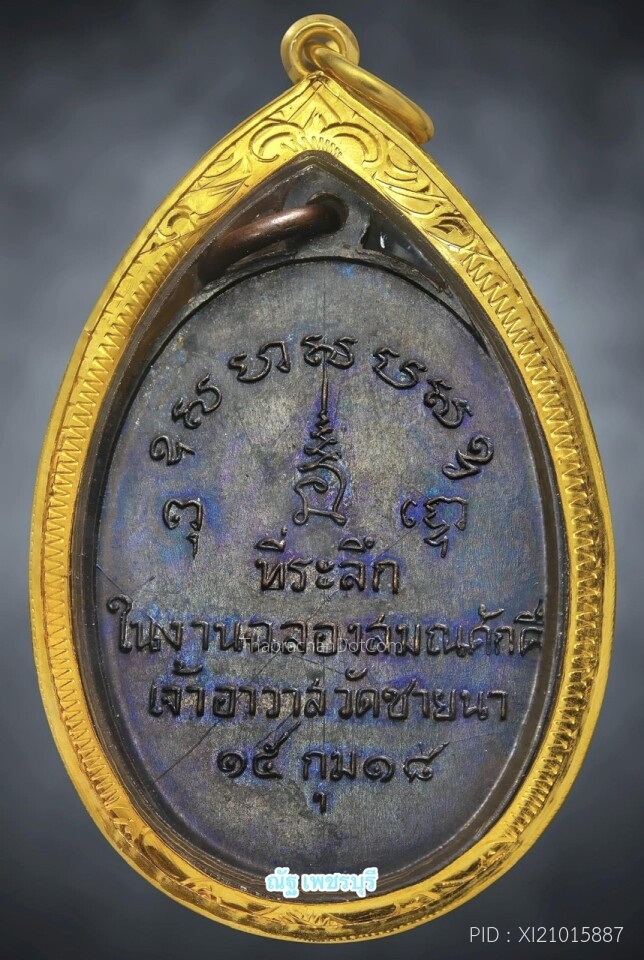 ที่ระลึก
ในงานฉลองสมณศักดิ์
เจ้าอาวาสวัดชายนา
๑๕ กุม ๑๘
ThaprachanDotCom
ณัฐ เพชรบุรี
PID : XI21015887